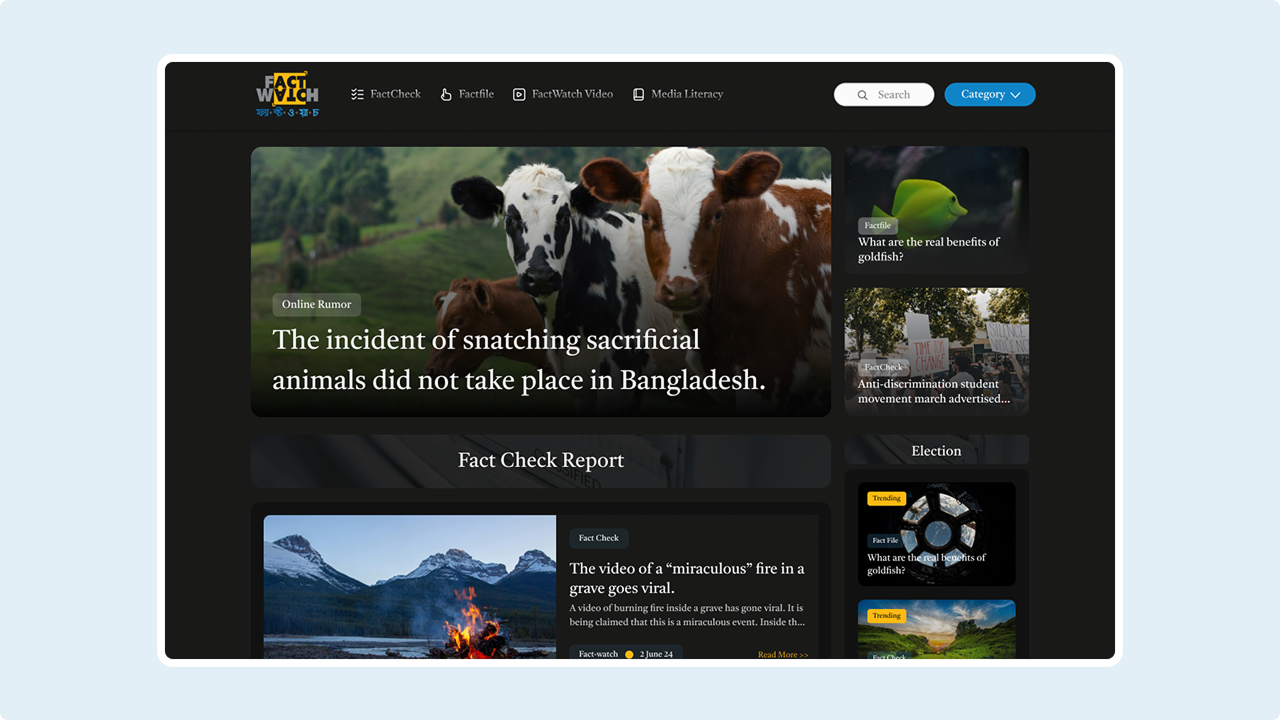 FACT
WATCH
ফ্যা·ক্ট·ও·য়া·চ
FactCheck
Factfile
FactWatch Video
Media Literacy
Search
Category
Online Rumor
The incident of snatching sacrificial
animals did not take place in Bangladesh.
Factfile
What are the real benefits of
goldfish?
TIME FOR
CHANGE
FactCheck
Anti-discrimination student
movement march advertised...
Fact Check Report
Election
Fact Check
The video of a “miraculous” fire in a
grave goes viral.
A video of burning fire inside a grave has gone viral. It is
being claimed that this is a miraculous event. Inside th...
Fact-watch
2 June 24
Read More >>
Trending
Fact File
What are the real benefits of
goldfish?
Trending
Fact Check